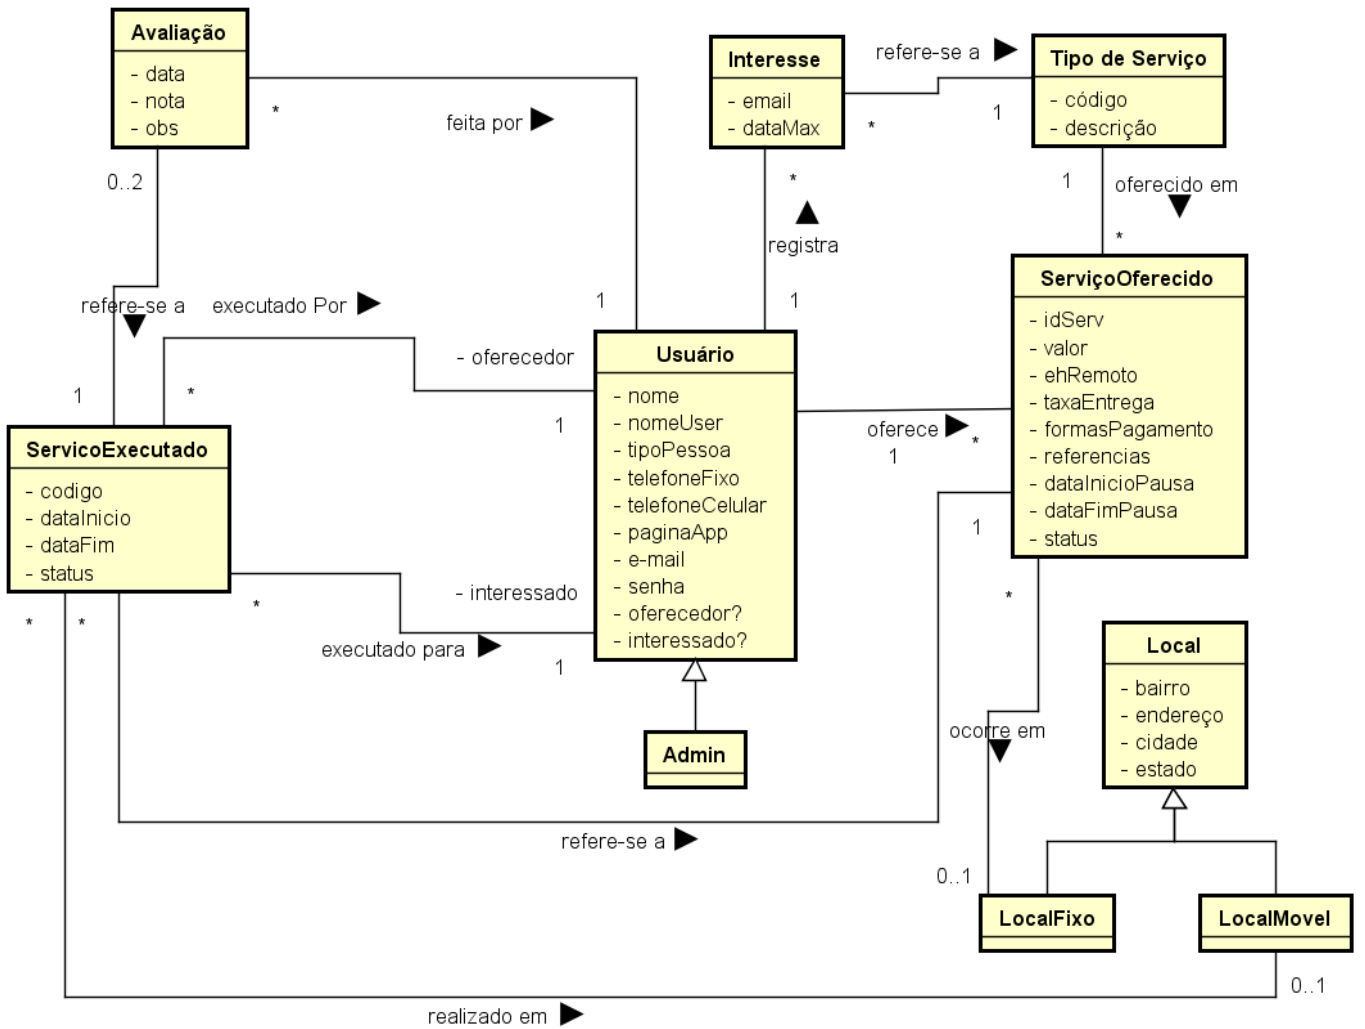 Avaliação
- data
- nota
- obs
*
feita por
0..2
Interesse
- email
- dataMax
refere-se a
*
1
Tipo de Serviço
- código
- descrição
1
oferecido em
*
*
registra
1
1
refere-se a
executado Por
1
*
- oferecedor
1
ServicoExecutado
- codigo
- dataInicio
- dataFim
- status
*
*
*
- interessado
executado para
1
Usuário
- nome
- nomeUser
- tipoPessoa
- telefoneFixo
- telefoneCelular
- paginaApp
- e-mail
- senha
- oferecedor?
- interessado?
oferece
1
*
ServiçoOferecido
- idServ
- valor
- ehRemoto
- taxaEntrega
- formasPagamento
- referencias
- dataInicioPausa
- dataFimPausa
- status
1
*
Admin
refere-se a
ocorre em
0..1
Local
- bairro
- endereço
- cidade
- estado
LocalFixo
LocalMovel
0..1
realizado em